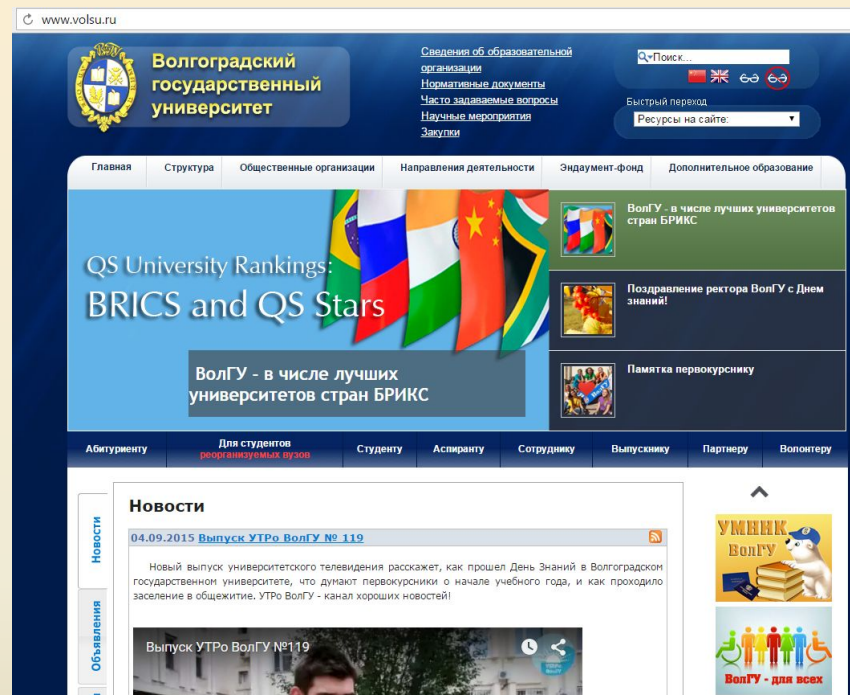 www.volsu.ru
Волгоградский
государственный
университет
Сведения об образовательной
организации
Нормативные документы
Часто задаваемые вопросы
Научные мероприятия
Закупки
Поиск...
Быстрый переход
Ресурсы на сайте:
Главная
Структура
Общественные организации
Направления деятельности
Эндаумент-фонд
Дополнительное образование
QS University Rankings:
BRICS and QS Stars
ВолГУ - в числе лучших
университетов стран БРИКС
ВолГУ - в числе лучших университетов
стран БРИКС
Поздравление ректора ВолГУ с Днем
знаний!
Памятка первокурснику
Абитуриенту
Для студентов
реорганизуемых вузов
Студенту
Аспиранту
Сотруднику
Выпускнику
Партнеру
Волонтеру
Новости
Объявления
Новости
04.09.2015 Выпуск УТРо ВолГУ № 119
Новый выпуск университетского телевидения расскажет, как прошел День Знаний в Волгоградском
государственном университете, что думают первокурсники о начале учебного года, и как проходило
заселение в общежитие. УТРо ВолГУ - канал хороших новостей!
Выпуск УТРо ВолГУ №119
УМНИК
ВолГУ
ВолГУ - для всех